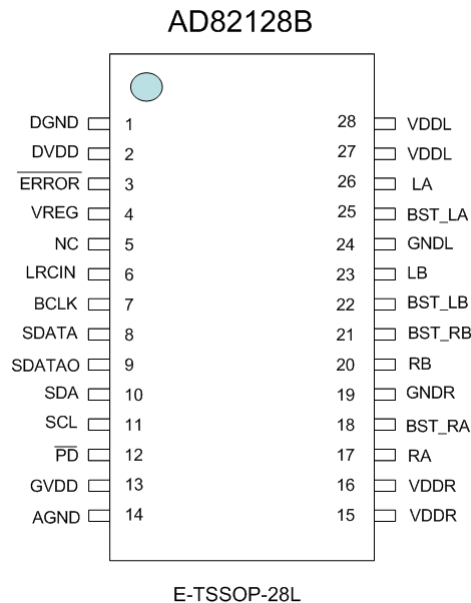 AD82128B
DGND 1 28 VDDL
DVDD 2 27 VDDL
ERROR 3 26 LA
VREG 4 25 BST_LA
NC 5 24 GNDL
LRCIN 6 23 LB
BCLK 7 22 BST_LB
SDATA 8 21 BST_RB
SDATAO 9 20 RB
SDA 10 19 GNDR
SCL 11 18 BST_RA
PD 12 17 RA
GVDD 13 16 VDDR
AGND 14 15 VDDR
E-TSSOP-28L